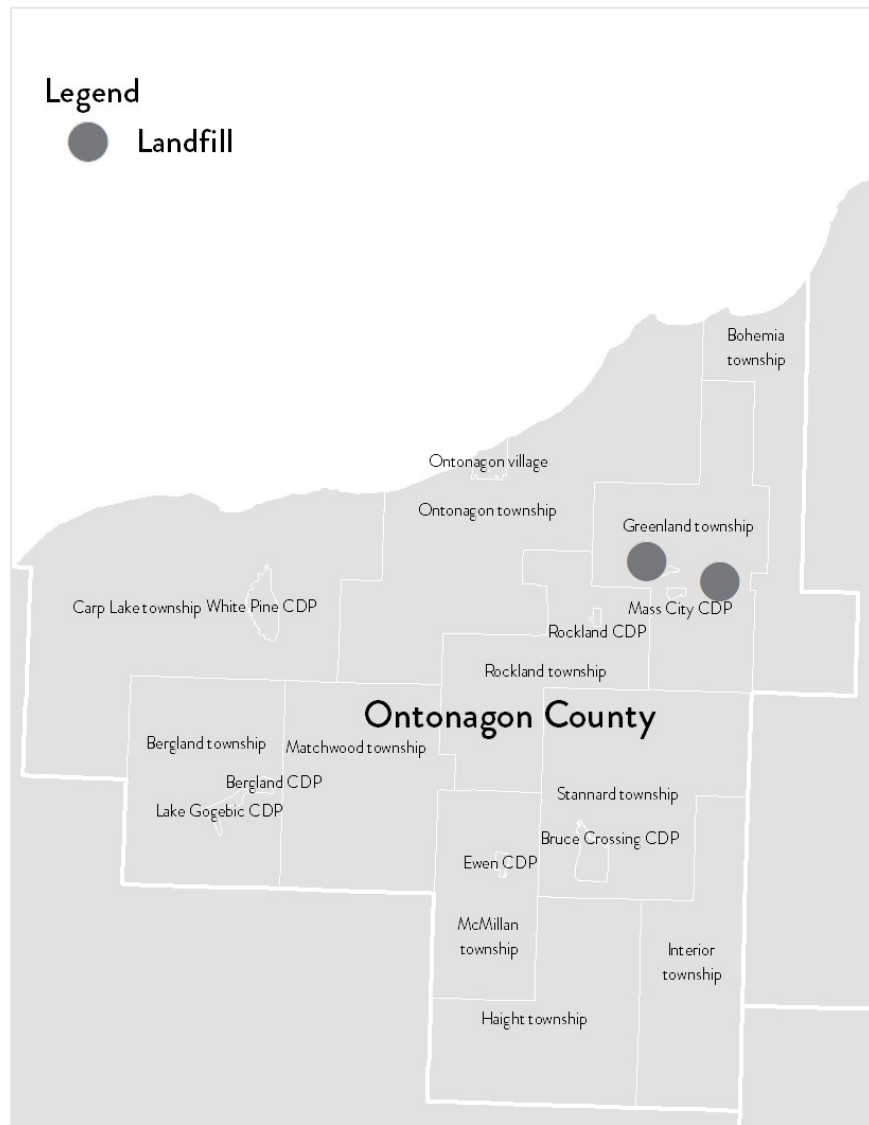 Legend
Landfill
Bohemia
township
Ontonagon village
Ontonagon township
Greenland township
Carp Lake township
White Pine CDP
Mass City CDP
Rockland CDP
Rockland township
Ontonagon County
Bergland township
Matchwood township
Bergland CDP
Lake Gogebic CDP
Stannard township
Bruce Crossing CDP
Ewen CDP
McMillan
township
Interior
township
Haight township